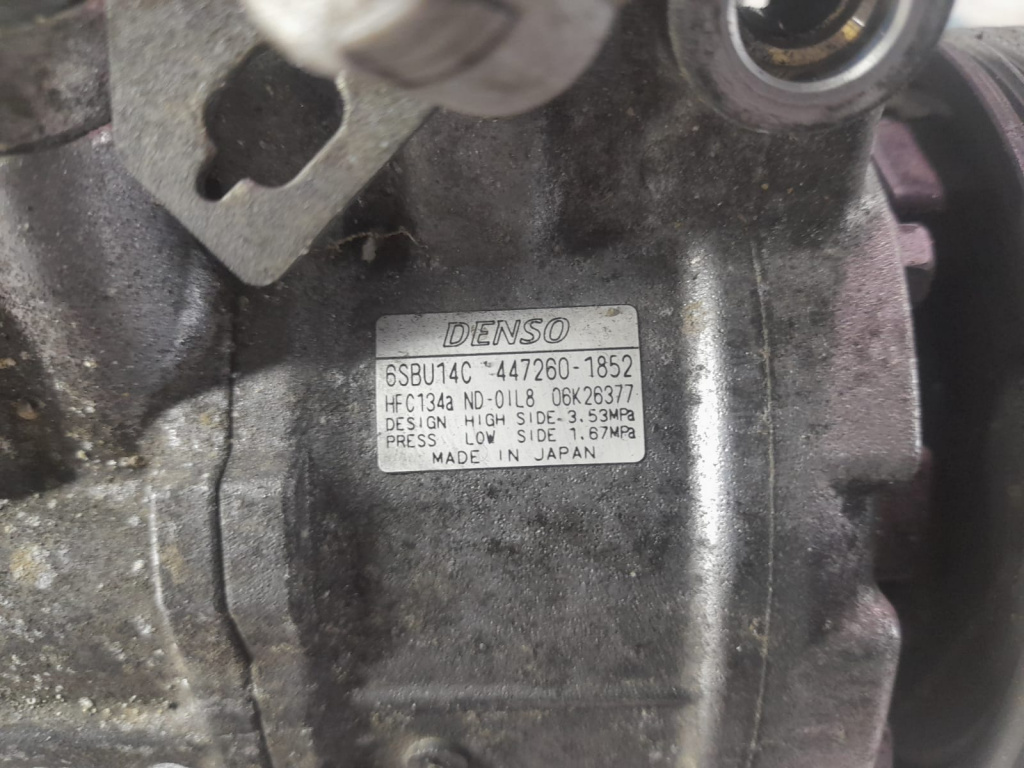 DENSO
6SBU14C 447260-1852
HFC134a ND-OIL8 06K26377
DESIGN HIGH SIDE 3.53MPa
PRESS LOW SIDE 1.67MPa
MADE IN JAPAN